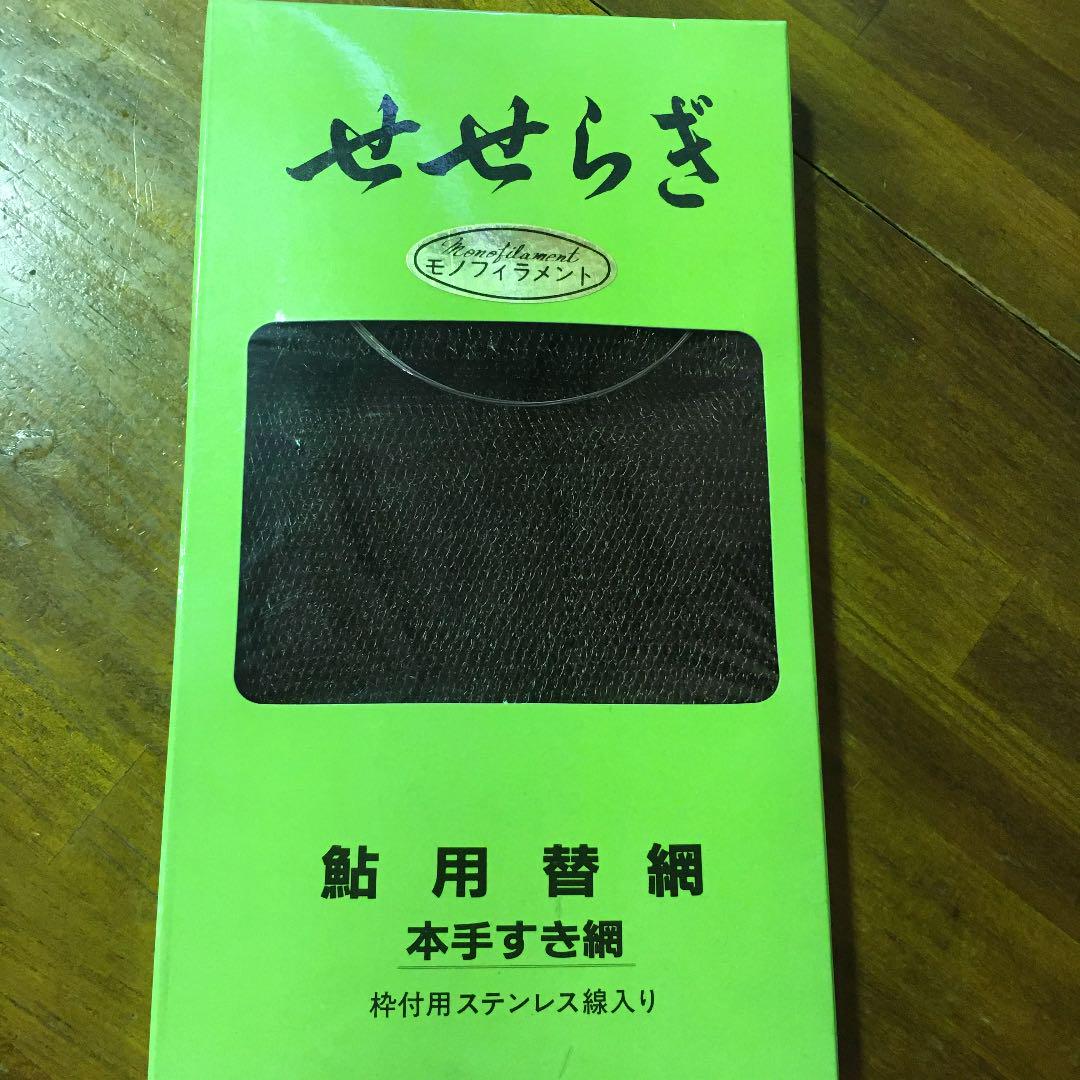 せせらぎ
Monofilament
モノフィラメント
鮎用替網
本手すき網
枠付用ステンレス線入り